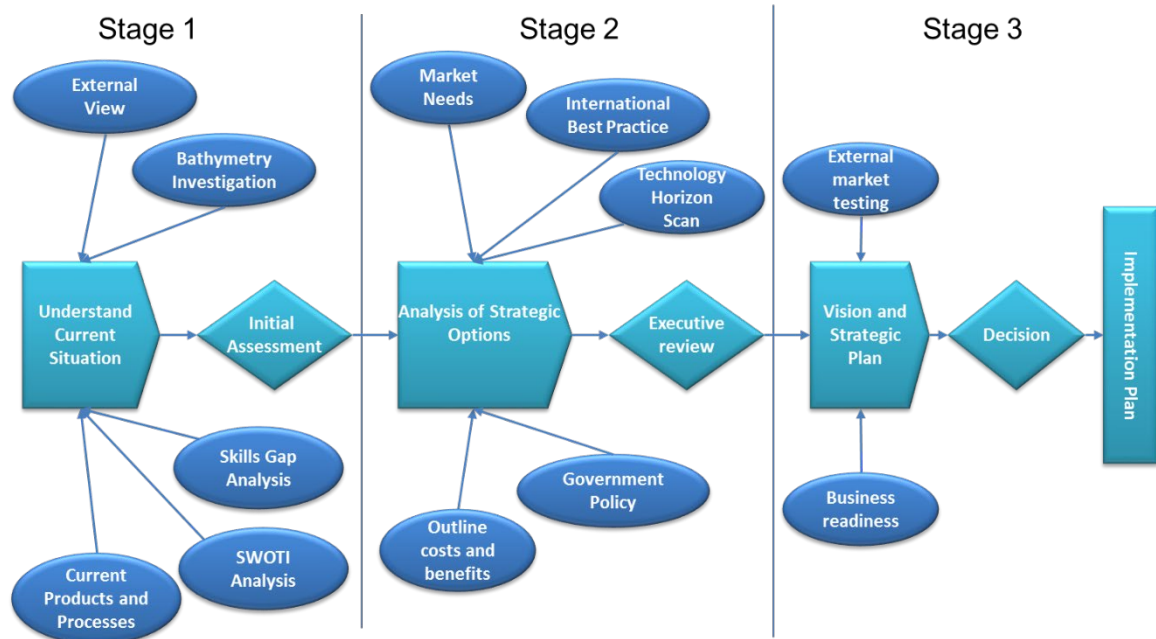 Stage 1
Stage 2
Stage 3
External
View
Bathymetry
Investigation
Market
Needs
International
Best Practice
Technology
Horizon
Scan
External
market
testing
Understand
Current
Situation
Initial
Assessment
Analysis of Strategic
Options
Executive
review
Vision and
Strategic
Plan
Decision
Implementation Plan
Skills Gap
Analysis
SWOTI
Analysis
Current
Products and
Processes
Government
Policy
Outline
costs and
benefits
Business
readiness